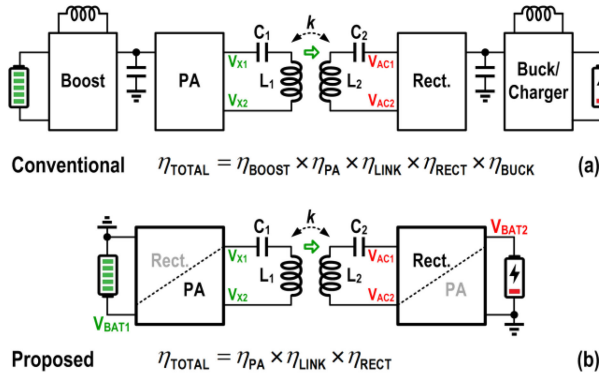 k
C1 C2
Boost PA VX1 L1 L2 VAC1 Rect. Buck/
Charger
VX2 VAC2
Conventional ηTOTAL = ηBOOST × ηPA × ηLINK × ηRECT × ηBUCK (a)
k
C1 C2 VBAT2
Rect. VX1 VAC1 Rect.
L1 L2
PA VX2 VAC2 PA
VBAT1
Proposed ηTOTAL = ηPA × ηLINK × ηRECT (b)